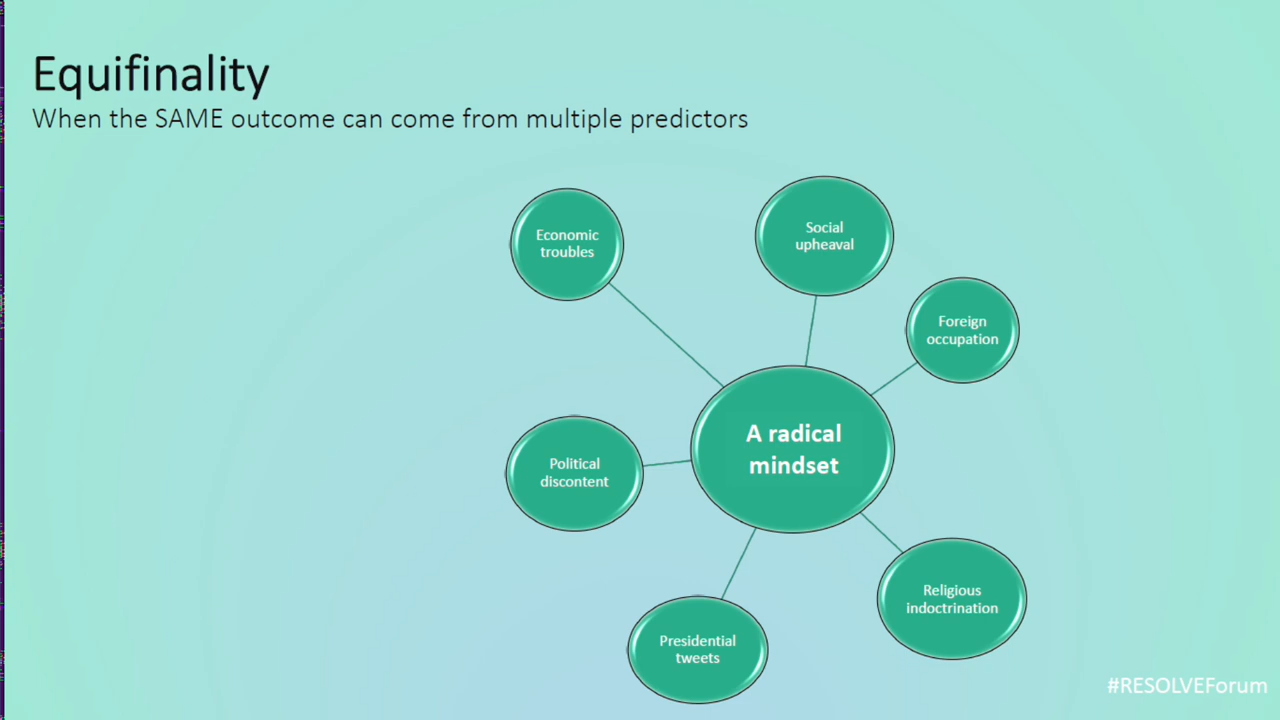 Equifinality
When the SAME outcome can come from multiple predictors
Economic
troubles
Social
upheaval
Foreign
occupation
A radical
mindset
Political
discontent
Religious
indoctrination
Presidential
tweets
#RESOLVEForum